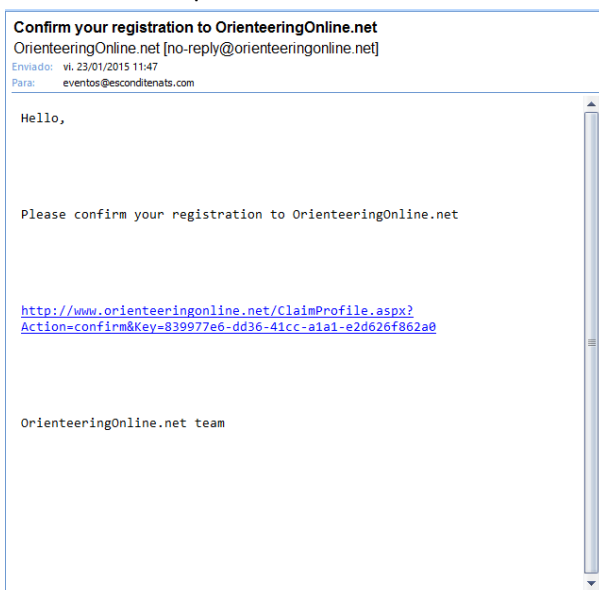 Confirm your registration to OrienteeringOnline.net
OrienteeringOnline.net [no-reply@orienteeringonline.net]
Enviado: vi. 23/01/2015 11:47
Para: eventos@esconditenats.com
Hello,
Please confirm your registration to OrienteeringOnline.net
http://www.orienteeringonline.net/ClaimProfile.aspx?
Action=confirm&Key=839977e6-dd36-41cc-a1a1-e2d626f862a0
OrienteeringOnline.net team